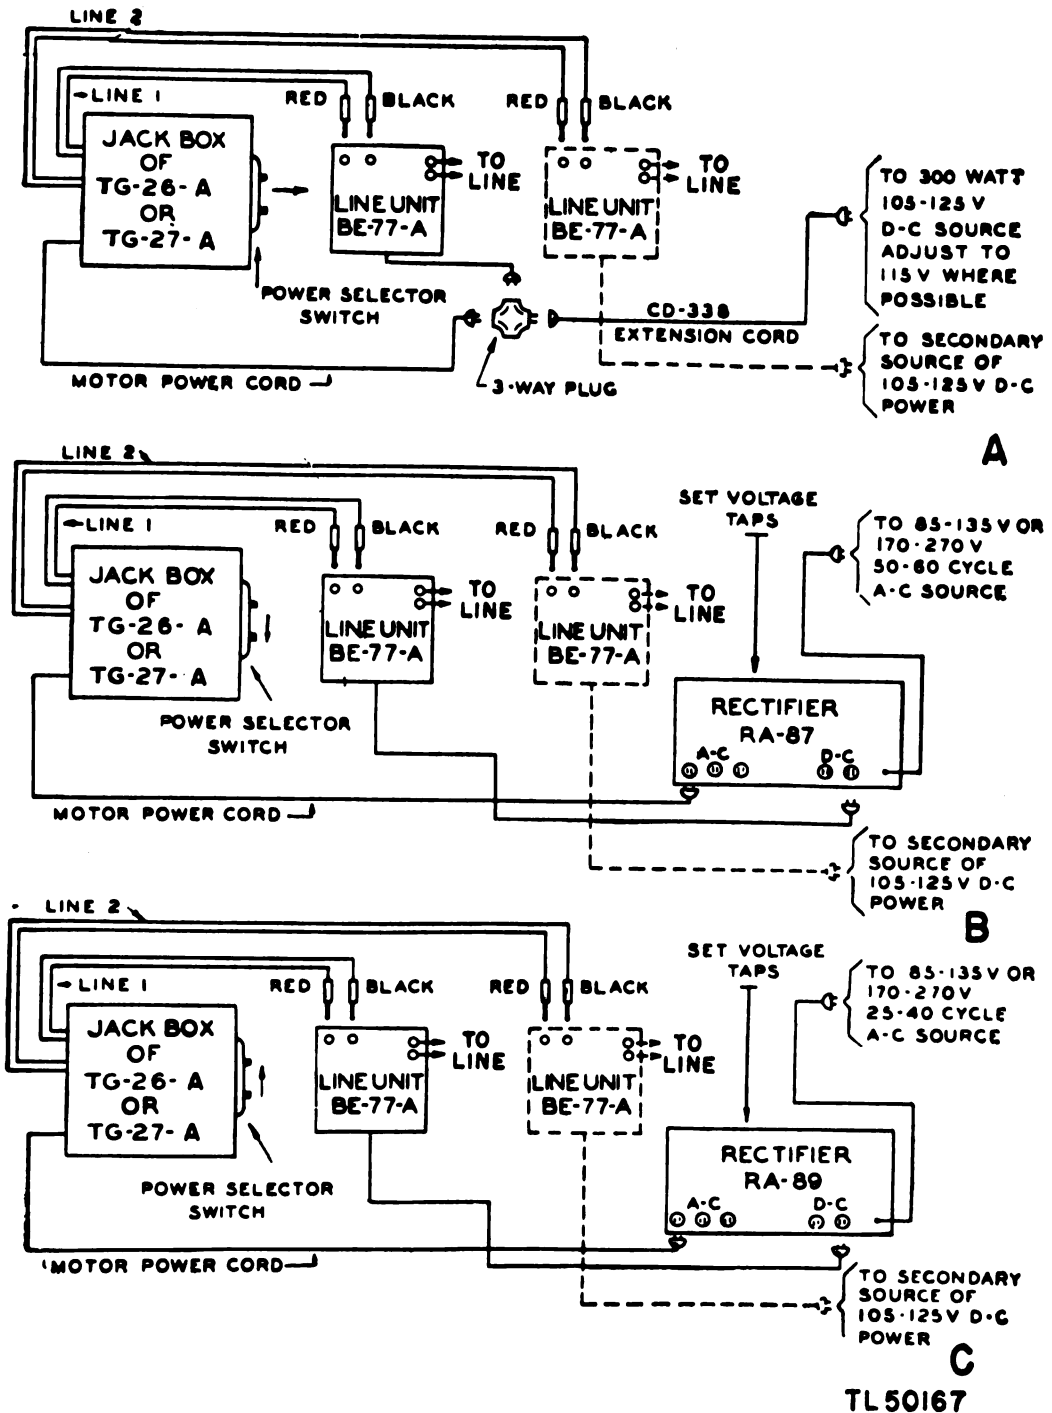 LINE 2
LINE 1
RED
BLACK
RED
BLACK
JACK BOX
OF
TG-26-A
OR
TG-27-A
LINE UNIT
BE-77-A
TO
LINE
LINE UNIT
BE-77-A
TO
LINE
POWER SELECTOR
SWITCH
MOTOR POWER CORD
3-WAY PLUG
CD-338
EXTENSION CORD
TO 300 WATT
105-125 V
D-C SOURCE
ADJUST TO
115 V WHERE
POSSIBLE
TO SECONDARY
SOURCE OF
105-125 V D-C
POWER
A
LINE 2
LINE 1
RED
BLACK
RED
BLACK
JACK BOX
OF
TG-26-A
OR
TG-27-A
LINE UNIT
BE-77-A
TO
LINE
LINE UNIT
BE-77-A
TO
LINE
POWER SELECTOR
SWITCH
MOTOR POWER CORD
SET VOLTAGE
TAPS
TO 85-135 V OR
170-270 V
50-60 CYCLE
A-C SOURCE
RECTIFIER
RA-87
A-C
D-C
TO SECONDARY
SOURCE OF
105-125 V D-C
POWER
B
LINE 2
LINE 1
RED
BLACK
RED
BLACK
JACK BOX
OF
TG-26-A
OR
TG-27-A
LINE UNIT
BE-77-A
TO
LINE
LINE UNIT
BE-77-A
TO
LINE
POWER SELECTOR
SWITCH
MOTOR POWER CORD
SET VOLTAGE
TAPS
TO 85-135 V OR
170-270 V
25-40 CYCLE
A-C SOURCE
RECTIFIER
RA-89
A-C
D-C
TO SECONDARY
SOURCE OF
105-125 V D-C
POWER
C
TL50167